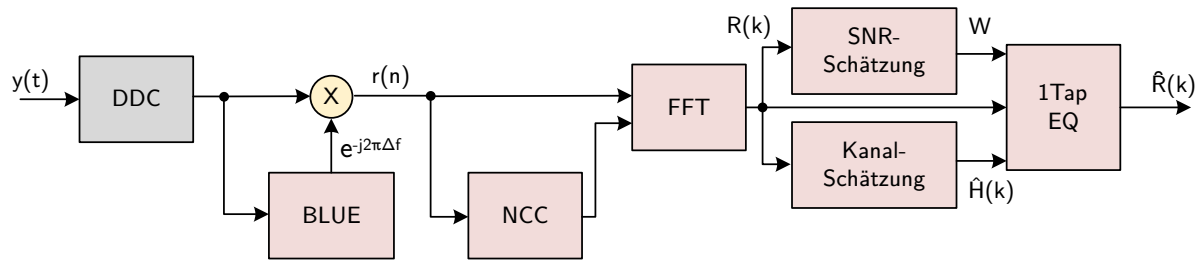 y(t)
DDC
X
r(n)
e-j2πΔf
BLUE
NCC
FFT
R(k)
SNR-
Schätzung
W
Kanal-
Schätzung
Ĥ(k)
1Tap
EQ
R̂(k)